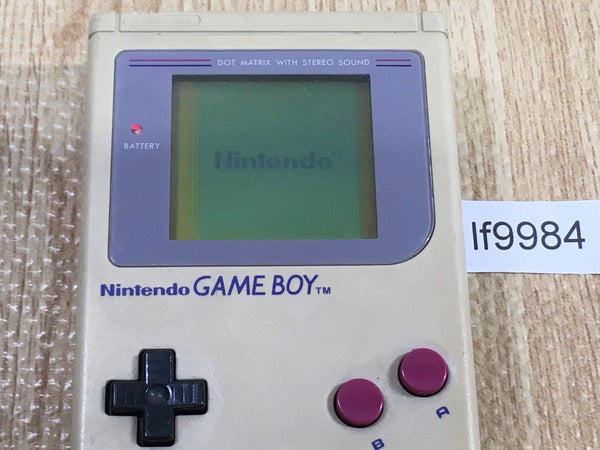 DOT MATRIX WITH STEREO SOUND
BATTERY
Nintendo®
Nintendo GAME BOY™
lf9984
B
A